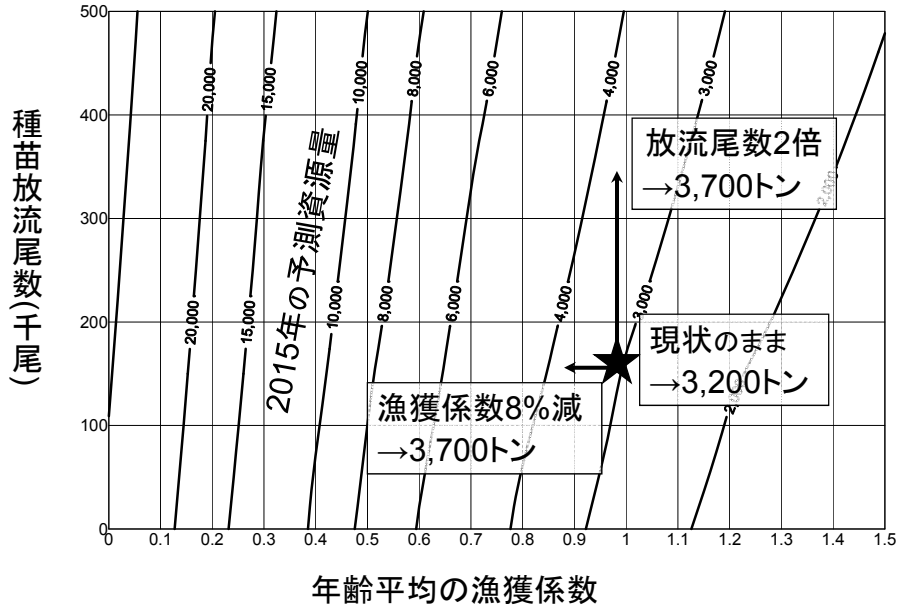 種苗放流尾数(千尾)
500
400
300
200
100
0
0 0.1 0.2 0.3 0.4 0.5 0.6 0.7 0.8 0.9 1 1.1 1.2 1.3 1.4 1.5
年齢平均の漁獲係数
20,000 15,000 10,000 8,000 6,000 4,000 3,000
2,000
20,000 15,000 10,000 8,000 6,000 4,000 3,000
2,000
2015年の予測資源量
放流尾数2倍
→3,700トン
現状のまま
→3,200トン
漁獲係数8%減
→3,700トン